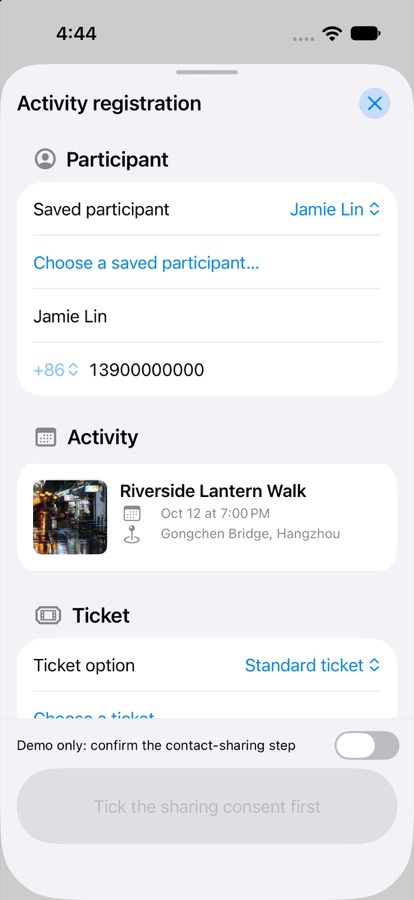 4:44
Activity registration
Participant
Saved participant
Jamie Lin
Choose a saved participant...
Jamie Lin
+86 13900000000
Activity
Riverside Lantern Walk
Oct 12 at 7:00 PM
Gongchen Bridge, Hangzhou
Ticket
Ticket option
Standard ticket
Choose a ticket
Demo only: confirm the contact-sharing step
Tick the sharing consent first